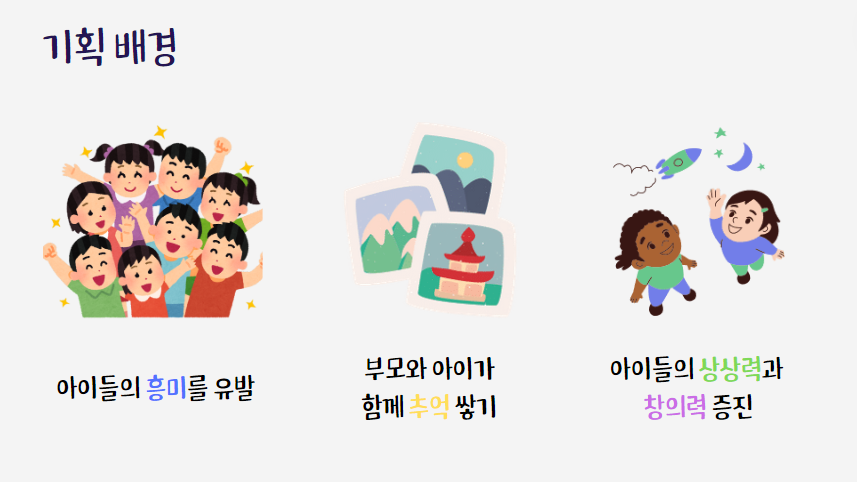 기획 배경
아이들의 흥미를 유발
부모와 아이가
함께 추억 쌓기
아이들의 상상력과
창의력 증진